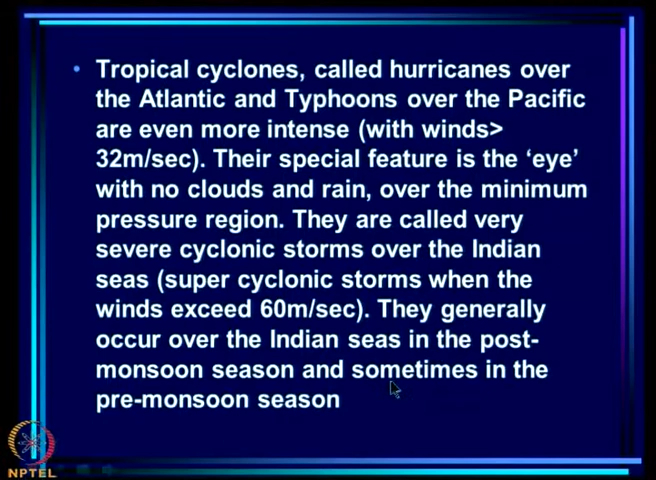 • Tropical cyclones, called hurricanes over
the Atlantic and Typhoons over the Pacific
are even more intense (with winds>
32m/sec). Their special feature is the ‘eye’
with no clouds and rain, over the minimum
pressure region. They are called very
severe cyclonic storms over the Indian
seas (super cyclonic storms when the
winds exceed 60m/sec). They generally
occur over the Indian seas in the post-
monsoon season and sometimes in the
pre-monsoon season
NPTEL